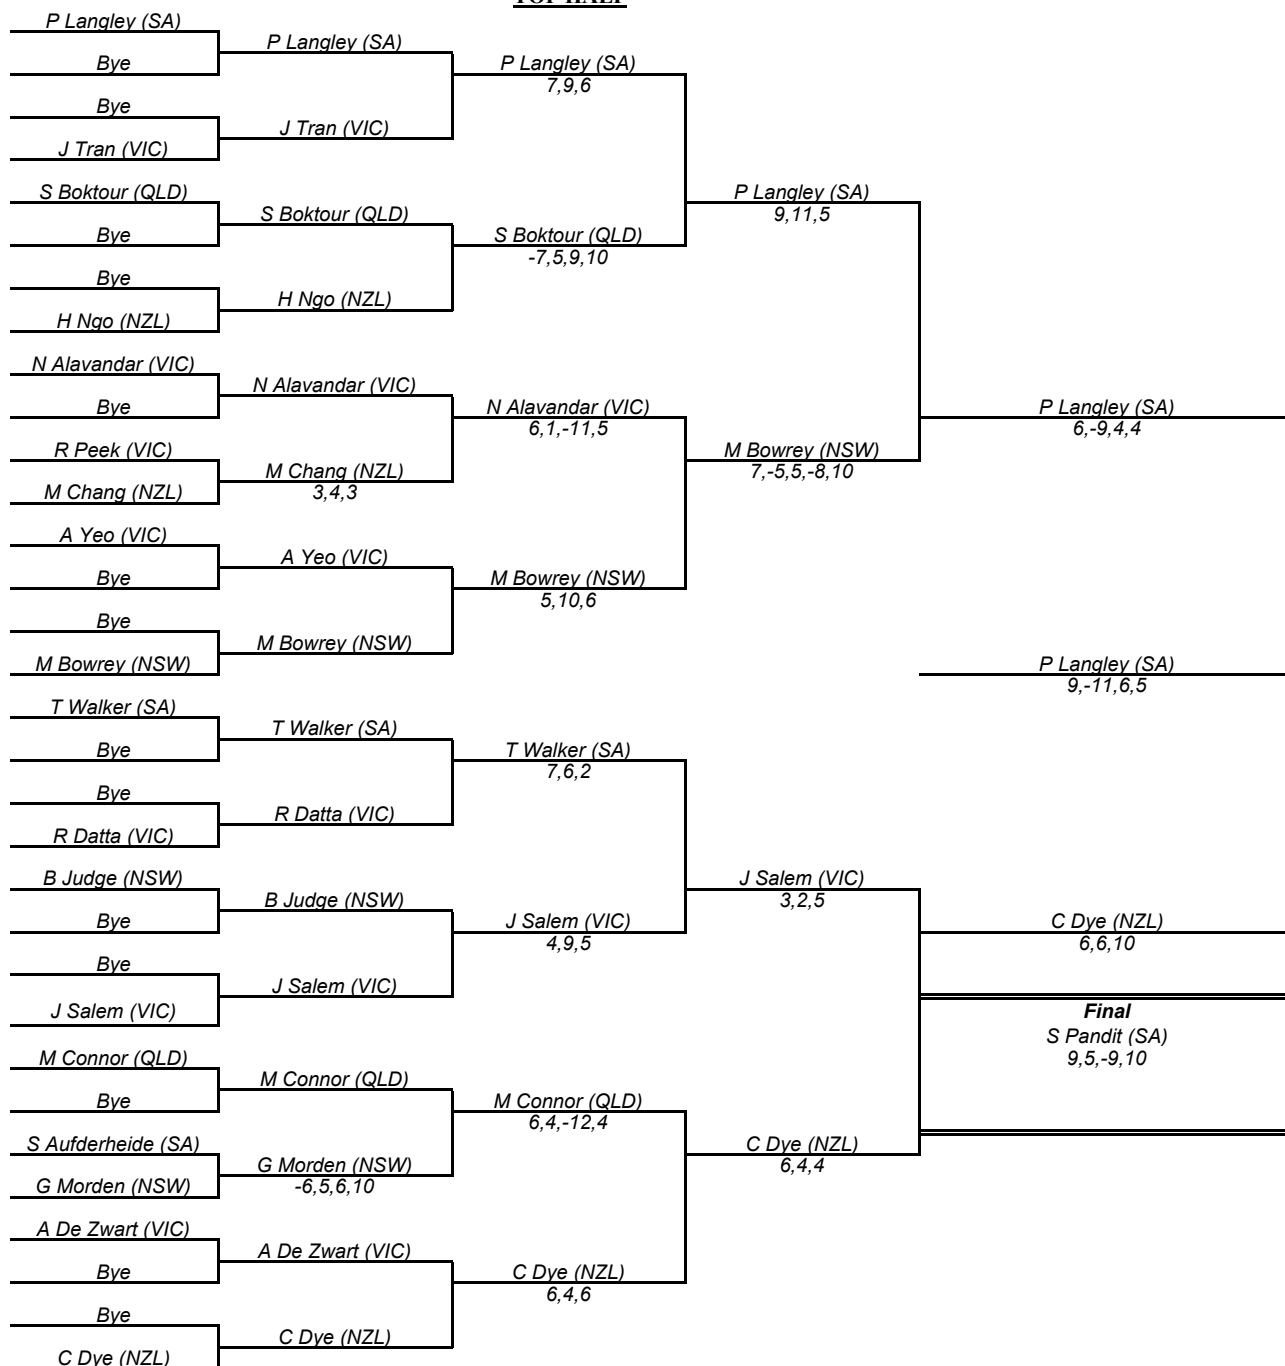 TOP HALF
P Langley (SA)
Bye
Bye
J Tran (VIC)
S Boktour (QLD)
Bye
Bye
H Ngo (NZL)
N Alavandar (VIC)
Bye
R Peek (VIC)
M Chang (NZL)
A Yeo (VIC)
Bye
Bye
M Bowrey (NSW)
T Walker (SA)
Bye
Bye
R Datta (VIC)
B Judge (NSW)
Bye
Bye
J Salem (VIC)
M Connor (QLD)
Bye
S Aufderheide (SA)
G Morden (NSW)
A De Zwart (VIC)
Bye
Bye
C Dye (NZL)
P Langley (SA)
J Tran (VIC)
S Boktour (QLD)
H Ngo (NZL)
N Alavandar (VIC)
M Chang (NZL)
3,4,3
A Yeo (VIC)
M Bowrey (NSW)
T Walker (SA)
R Datta (VIC)
B Judge (NSW)
J Salem (VIC)
M Connor (QLD)
G Morden (NSW)
-6,5,6,10
A De Zwart (VIC)
C Dye (NZL)
P Langley (SA)
7,9,6
S Boktour (QLD)
-7,5,9,10
N Alavandar (VIC)
6,1,-11,5
M Bowrey (NSW)
5,10,6
T Walker (SA)
7,6,2
J Salem (VIC)
4,9,5
M Connor (QLD)
6,4,-12,4
C Dye (NZL)
6,4,6
P Langley (SA)
9,11,5
M Bowrey (NSW)
7,-5,5,-8,10
J Salem (VIC)
3,2,5
C Dye (NZL)
6,4,4
P Langley (SA)
6,-9,4,4
P Langley (SA)
9,-11,6,5
C Dye (NZL)
6,6,10
Final
S Pandit (SA)
9,5,-9,10